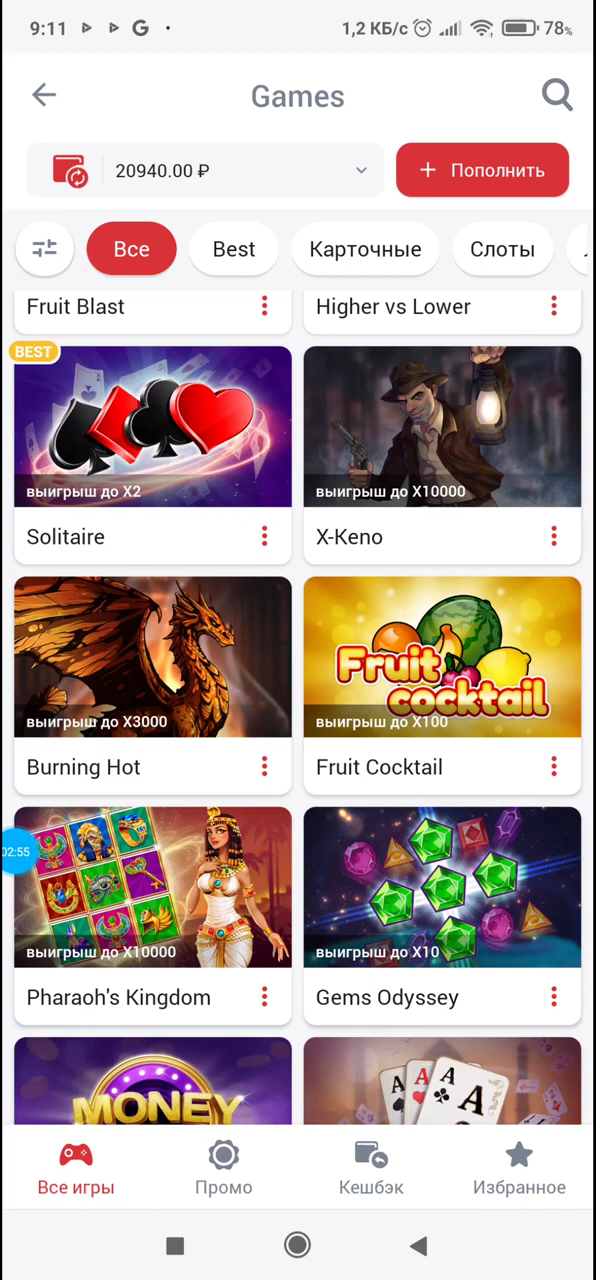 9:11
1,2 КБ/с
78%
Games
20940.00 ₽
+ Пополнить
Все
Best
Карточные
Слоты
Fruit Blast
Higher vs Lower
BEST
выигрыш до X2
выигрыш до X10000
Solitaire
X-Keno
Fruit cocktail
выигрыш до X3000
выигрыш до X100
Burning Hot
Fruit Cocktail
02:55
выигрыш до X10000
выигрыш до X10
Pharaoh's Kingdom
Gems Odyssey
MONEY
A A A A
Все игры
Промо
Кешбэк
Избранное